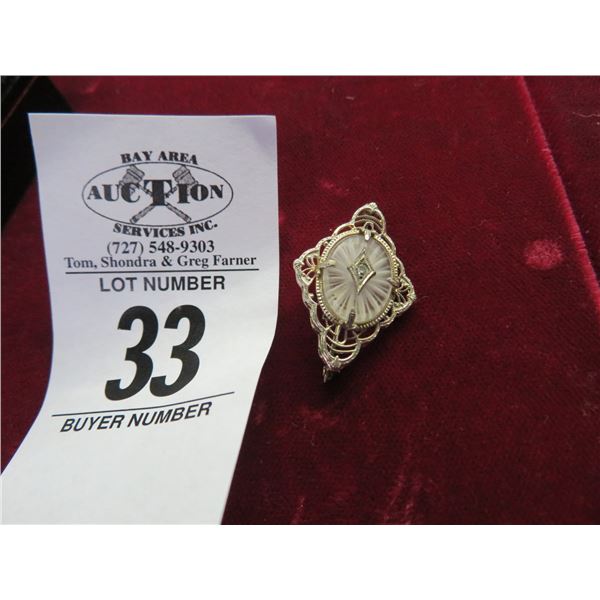 BAY AREA
AUCTION
SERVICES INC.
(727) 548-9303
Tom, Shondra & Greg Farner
LOT NUMBER
33
BUYER NUMBER